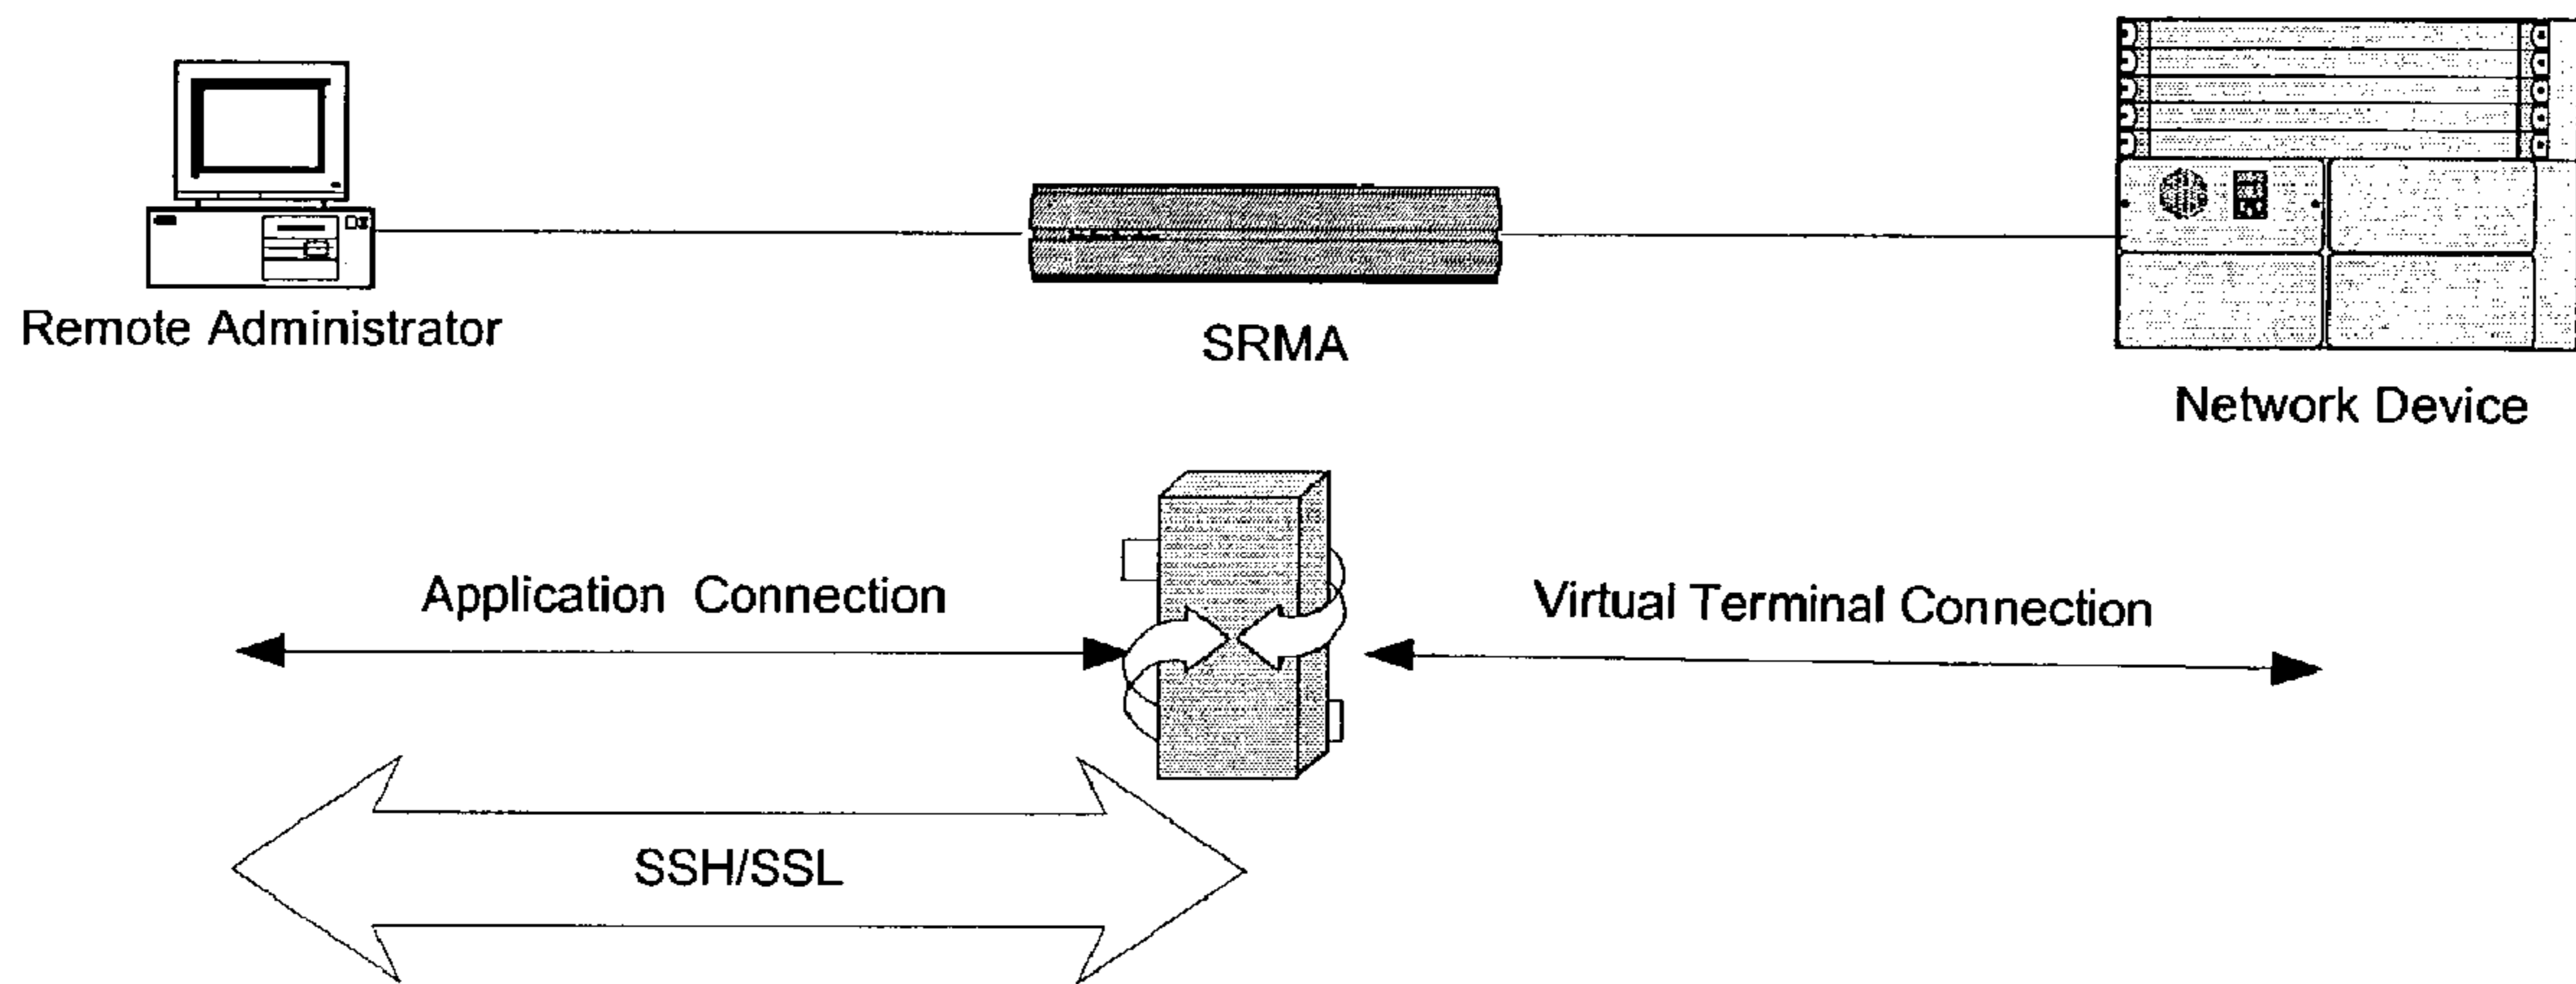 Remote Administrator
SRMA
Network Device
Application Connection
Virtual Terminal Connection
SSH/SSL